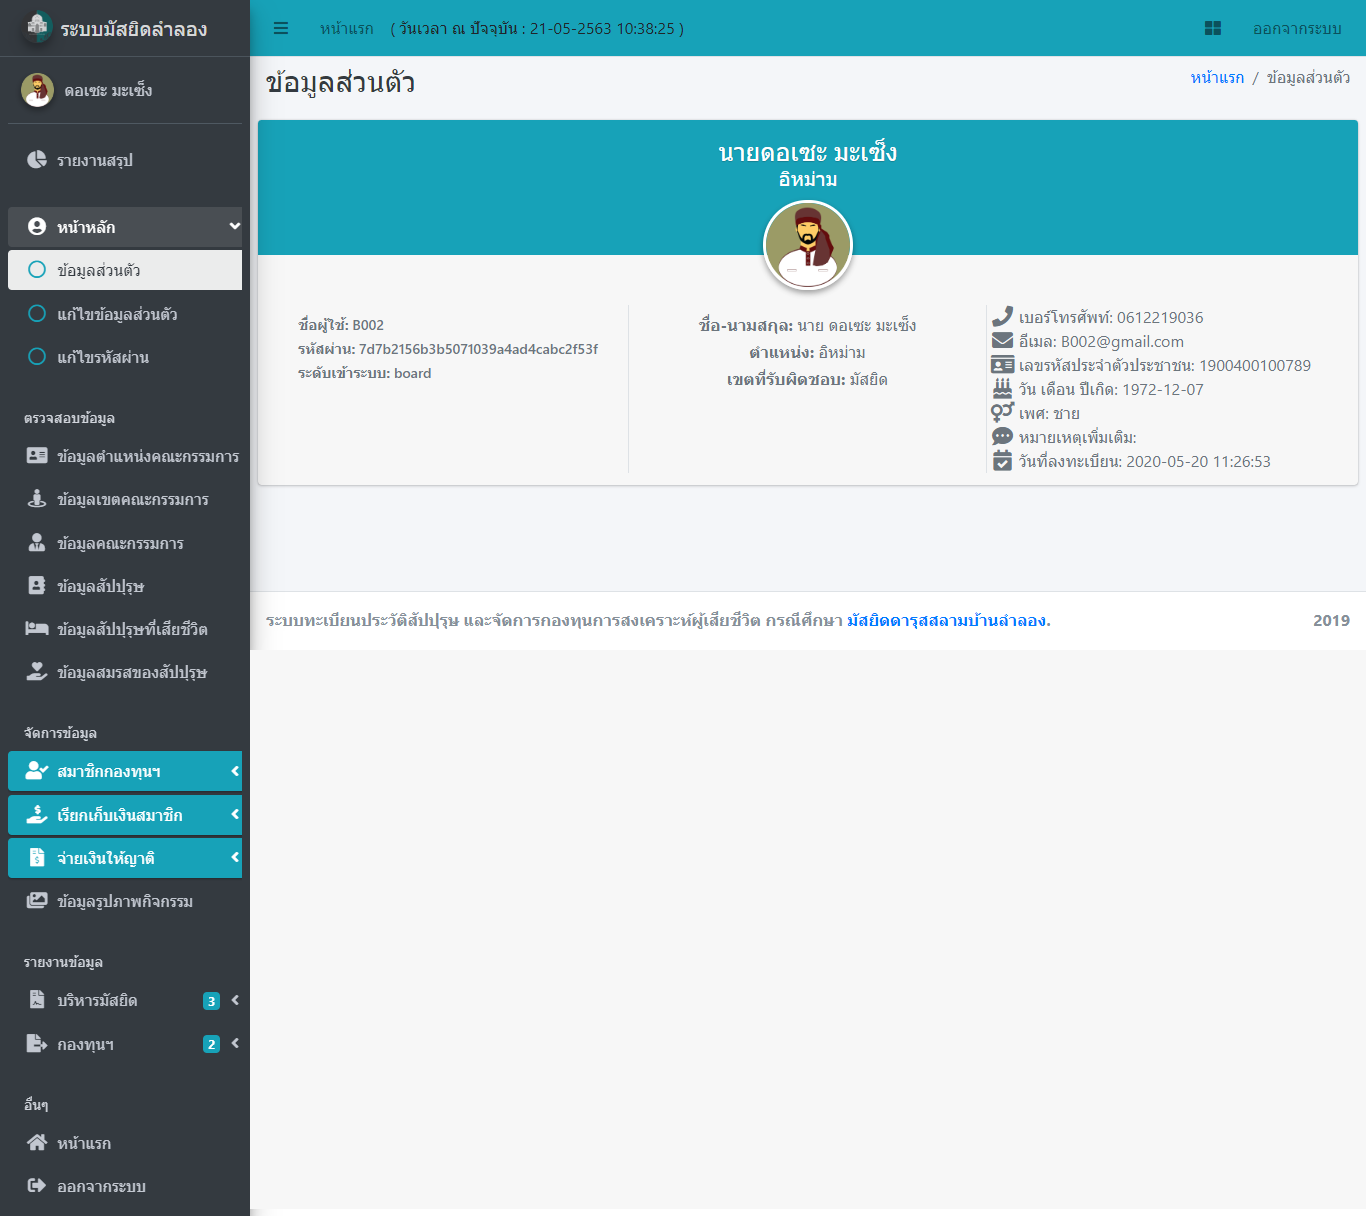 ระบบมัสยิดลำลอง
หน้าแรก ( วันเวลา ณ ปัจจุบัน : 21-05-2563 10:38:25 )
ออกจากระบบ
ดอเซะ มะเซ็ง
รายงานสรุป
หน้าหลัก
ข้อมูลส่วนตัว
แก้ไขข้อมูลส่วนตัว
แก้ไขรหัสผ่าน
ตรวจสอบข้อมูล
ข้อมูลตำแหน่งคณะกรรมการ
ข้อมูลเขตคณะกรรมการ
ข้อมูลคณะกรรมการ
ข้อมูลสัปปุรุษ
ข้อมูลสัปปุรุษที่เสียชีวิต
ข้อมูลสมรสของสัปปุรุษ
จัดการข้อมูล
สมาชิกกองทุนฯ
เรียกเก็บเงินสมาชิก
จ่ายเงินให้ญาติ
ข้อมูลรูปภาพกิจกรรม
รายงานข้อมูล
บริหารมัสยิด 3
กองทุนฯ 2
อื่นๆ
หน้าแรก
ออกจากระบบ
ข้อมูลส่วนตัว
หน้าแรก / ข้อมูลส่วนตัว
นายดอเซะ มะเซ็ง
อิหม่าม
ชื่อผู้ใช้: B002
รหัสผ่าน: 7d7b2156b3b5071039a4ad4cabc2f53f
ระดับเข้าระบบ: board
ชื่อ-นามสกุล: นาย ดอเซะ มะเซ็ง
ตำแหน่ง: อิหม่าม
เขตที่รับผิดชอบ: มัสยิด
เบอร์โทรศัพท์: 0612219036
อีเมล: B002@gmail.com
เลขรหัสประจำตัวประชาชน: 1900400100789
วัน เดือน ปีเกิด: 1972-12-07
เพศ: ชาย
หมายเหตุเพิ่มเติม:
วันที่ลงทะเบียน: 2020-05-20 11:26:53
ระบบทะเบียนประวัติสัปปุรุษ และจัดการกองทุนการสงเคราะห์ผู้เสียชีวิต กรณีศึกษา มัสยิดดารุสสลามบ้านลำลอง.
2019